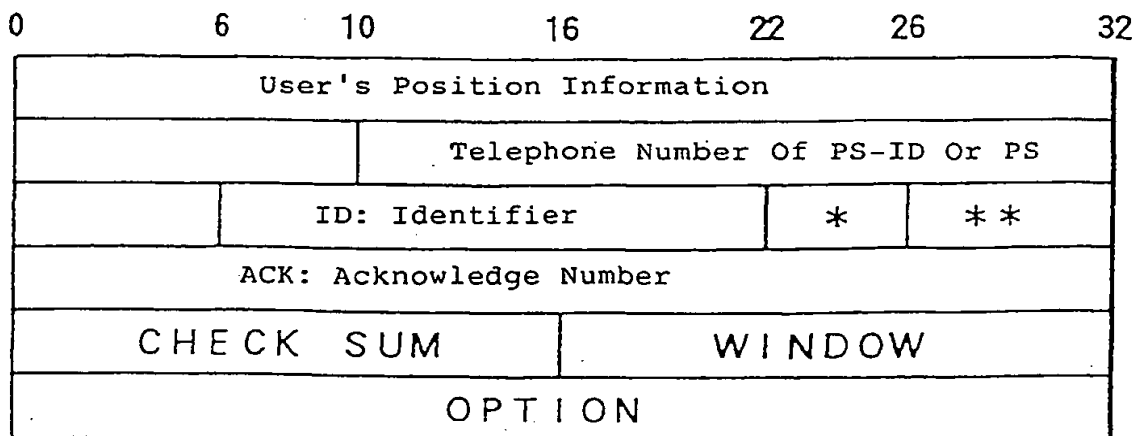 0 6 10 16 22 26 32
User's Position Information
Telephone Number Of PS-ID Or PS
ID: Identifier * **
ACK: Acknowledge Number
CHECK SUM WINDOW
OPTION